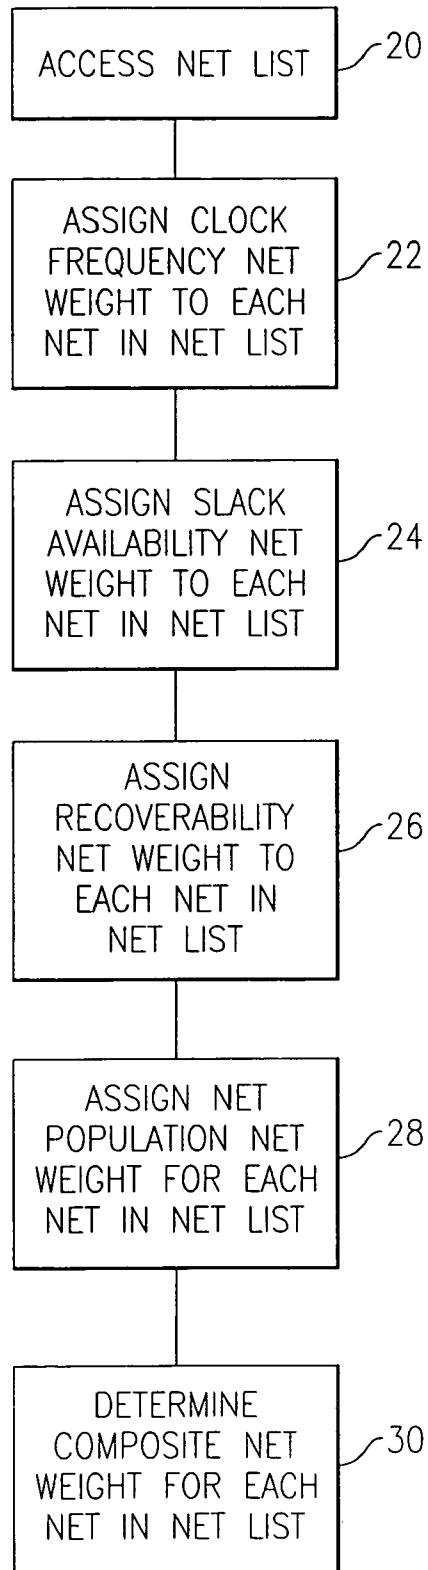 ACCESS NET LIST
20
ASSIGN CLOCK
FREQUENCY NET
WEIGHT TO EACH
NET IN NET LIST
22
ASSIGN SLACK
AVAILABILITY NET
WEIGHT TO EACH
NET IN NET LIST
24
ASSIGN
RECOVERABILITY
NET WEIGHT TO
EACH NET IN
NET LIST
26
ASSIGN NET
POPULATION NET
WEIGHT FOR EACH
NET IN NET LIST
28
DETERMINE
COMPOSITE NET
WEIGHT FOR EACH
NET IN NET LIST
30